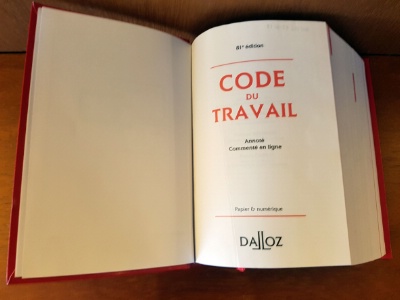 81ᵉ édition
CODE
DU
TRAVAIL
Annoté
Commenté en ligne
Papier & numérique
DALLOZ